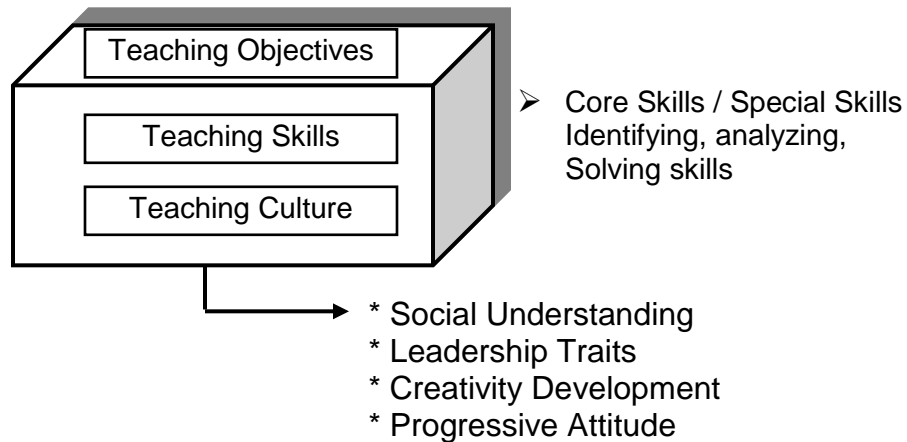 Teaching Objectives
Teaching Skills
Teaching Culture
➢ Core Skills / Special Skills
Identifying, analyzing,
Solving skills
* Social Understanding
* Leadership Traits
* Creativity Development
* Progressive Attitude